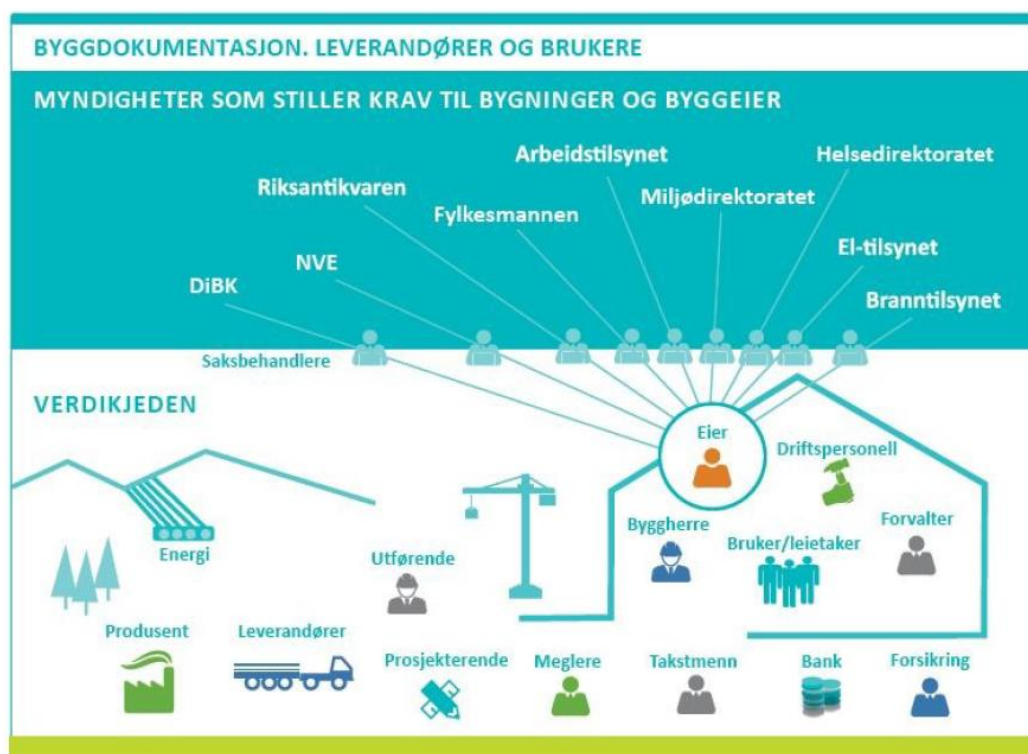 BYGGDOKUMENTASJON. LEVERANDØRER OG BRUKERE
MYNDIGHETER SOM STILLER KRAV TIL BYGNINGER OG BYGGEIER
Arbeidstilsynet
Helsedirektoratet
Riksantikvaren
Miljødirektoratet
Fylkesmannen
El-tilsynet
NVE
DiBK
Branntilsynet
Saksbehandlere
VERDIKJEDEN
Eier
Driftspersonell
Byggherre
Forvalter
Bruker/leietaker
Energi
Utførende
Produsent
Leverandører
Prosjekterende
Meglere
Takstmenn
Bank
Forsikring